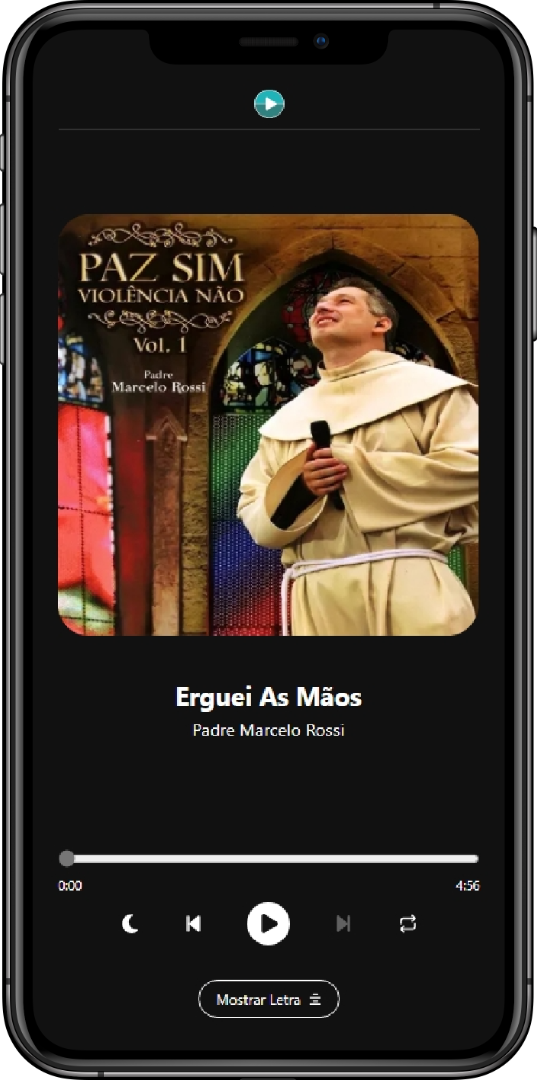 PAZ SIM
VIOLÊNCIA NÃO
Vol. 1
Padre
Marcelo Rossi
Erguei As Mãos
Padre Marcelo Rossi
0:00 4:56
Mostrar Letra